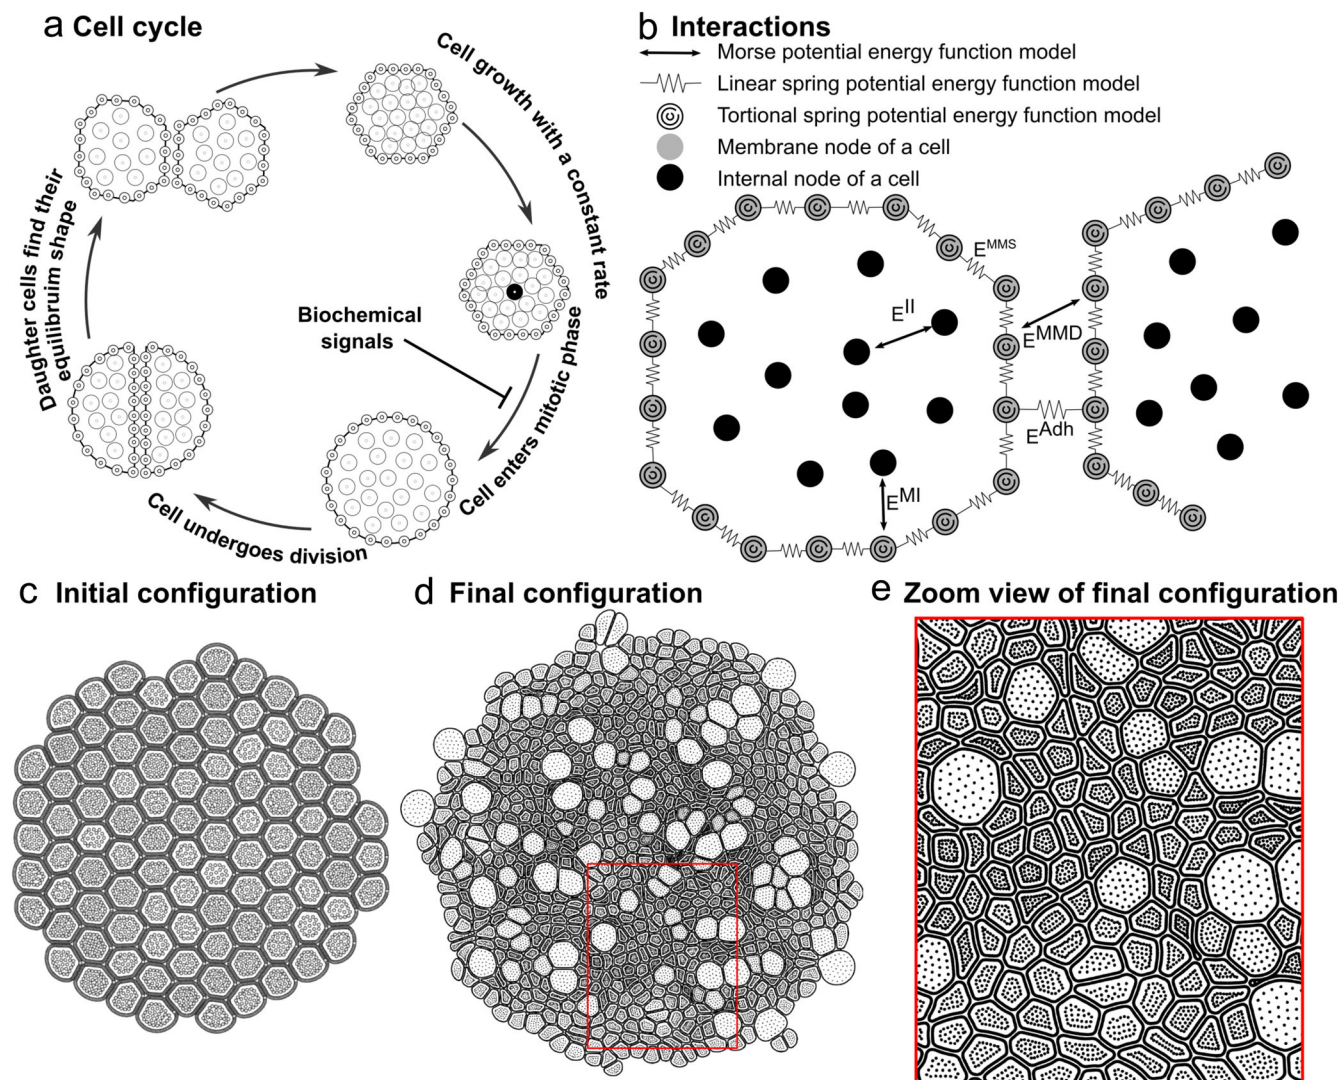 a Cell cycle
Cell growth with a constant rate
Cell enters mitotic phase
Biochemical
signals
Cell undergoes division
Daughter cells find their
equilibruim shape
b Interactions
Morse potential energy function model
Linear spring potential energy function model
Tortional spring potential energy function model
Membrane node of a cell
Internal node of a cell
E^MMS
E^II
E^MMD
E^Adh
E^MI
c Initial configuration
d Final configuration
e Zoom view of final configuration